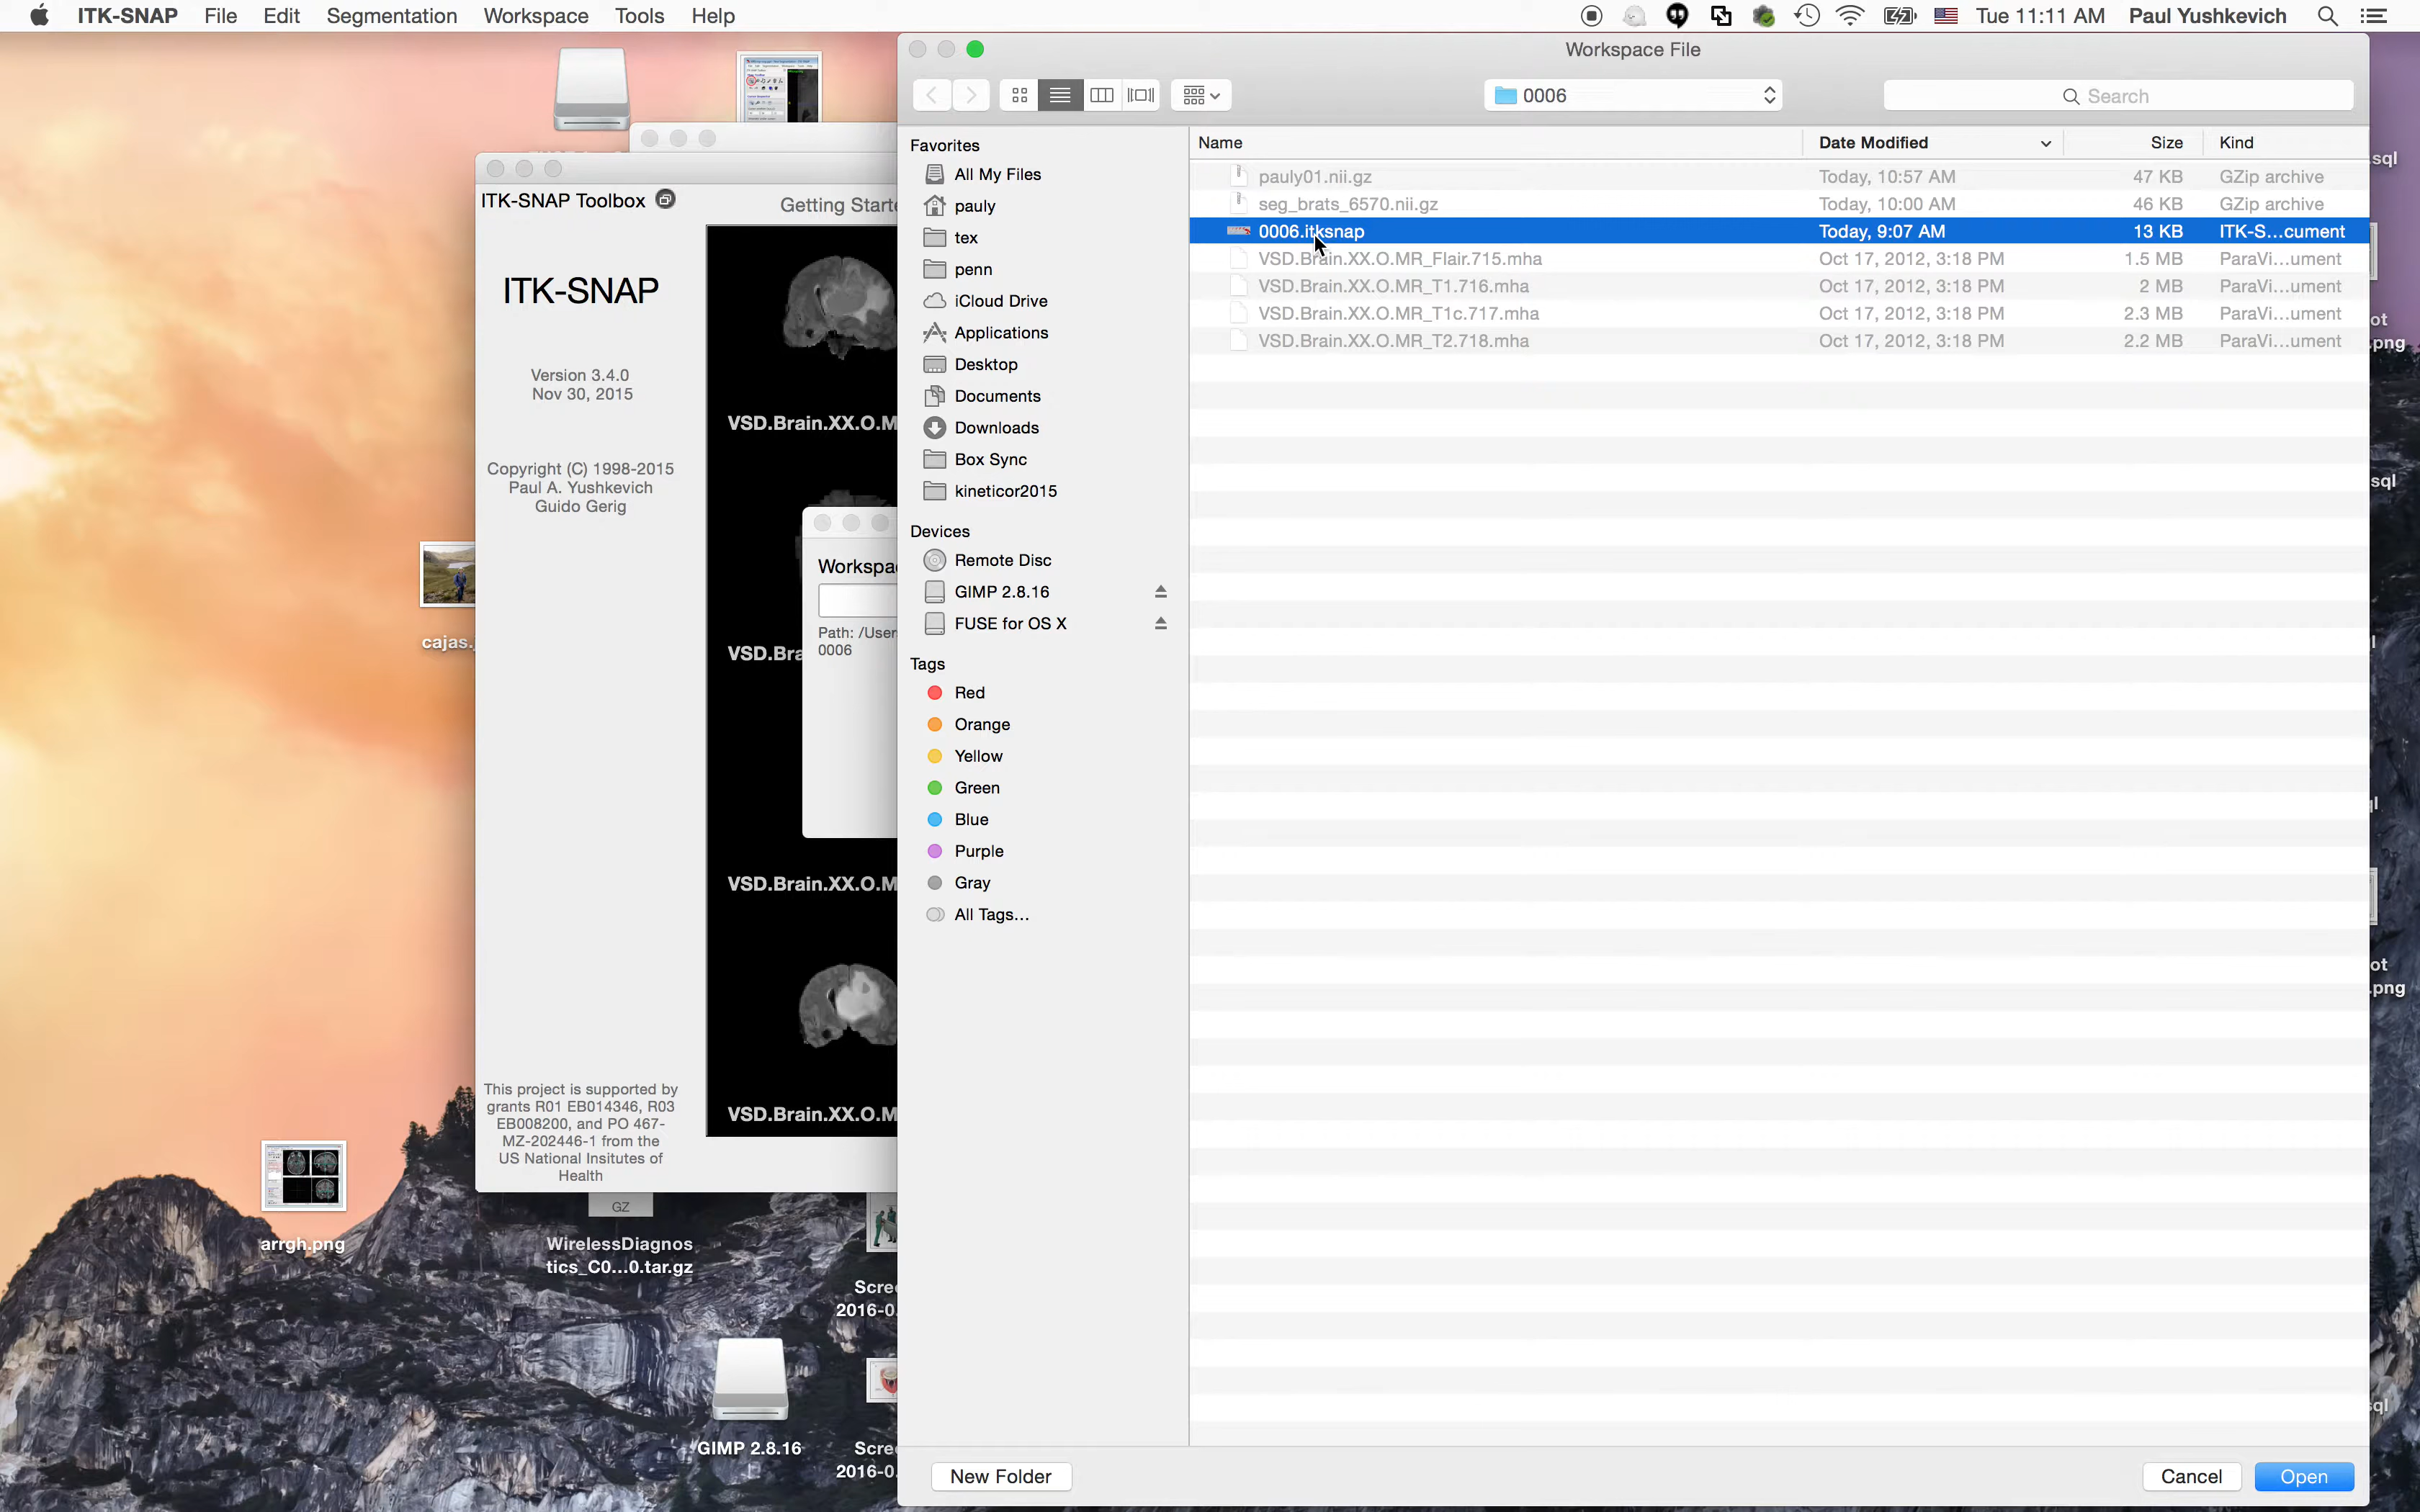 ITK-SNAP File Edit Segmentation Workspace Tools Help Tue 11:11 AM Paul Yushkevich
Workspace File
0006
Search
ITK-SNAP Toolbox
Getting Starte
ITK-SNAP
Version 3.4.0
Nov 30, 2015
Copyright (C) 1998-2015
Paul A. Yushkevich
Guido Gerig
This project is supported by
grants R01 EB014346, R03
EB008200, and PO 467-
MZ-202446-1 from the
US National Insitutes of
Health
VSD.Brain.XX.O.M
VSD.Bra
VSD.Brain.XX.O.M
VSD.Brain.XX.O.M
Workspa
Path: /User
0006
Favorites
All My Files
pauly
tex
penn
iCloud Drive
Applications
Desktop
Documents
Downloads
Box Sync
kineticor2015
Devices
Remote Disc
GIMP 2.8.16
FUSE for OS X
Tags
Red
Orange
Yellow
Green
Blue
Purple
Gray
All Tags...
Name Date Modified Size Kind
pauly01.nii.gz Today, 10:57 AM 47 KB GZip archive
seg_brats_6570.nii.gz Today, 10:00 AM 46 KB GZip archive
0006.itksnap Today, 9:07 AM 13 KB ITK-S...cument
VSD.Brain.XX.O.MR_Flair.715.mha Oct 17, 2012, 3:18 PM 1.5 MB ParaVi...ument
VSD.Brain.XX.O.MR_T1.716.mha Oct 17, 2012, 3:18 PM 2 MB ParaVi...ument
VSD.Brain.XX.O.MR_T1c.717.mha Oct 17, 2012, 3:18 PM 2.3 MB ParaVi...ument
VSD.Brain.XX.O.MR_T2.718.mha Oct 17, 2012, 3:18 PM 2.2 MB ParaVi...ument
New Folder
Cancel
Open
cajas.
arrgh.png
GZ
WirelessDiagnos
tics_C0...0.tar.gz
GIMP 2.8.16
Scre
2016-0
Scre
2016-0
.sql
ot
.png
sql
ot
.png